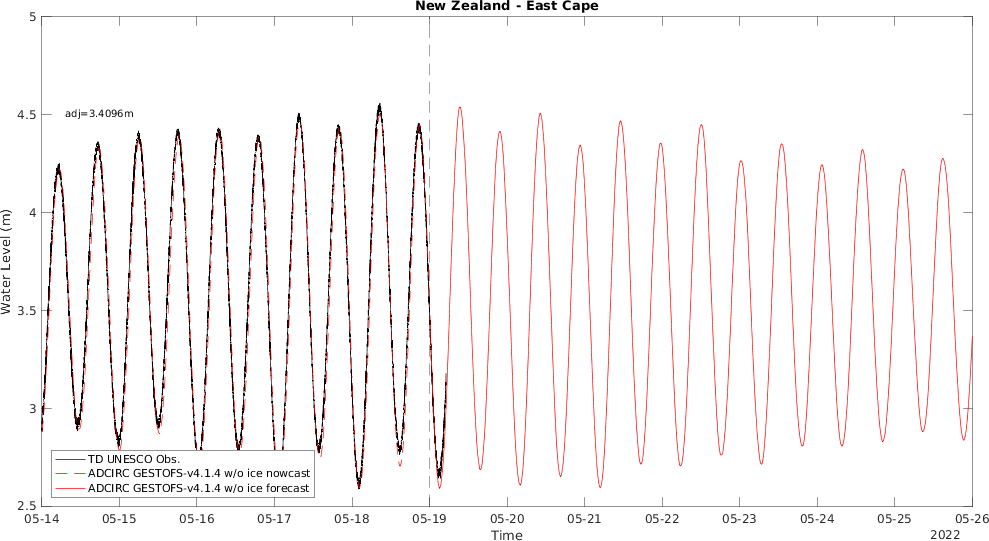 New Zealand - East Cape
5
4.5
4
3.5
3
2.5
Water Level (m)
adj=3.4096m
TD UNESCO Obs.
ADCIRC GESTOFS-v4.1.4 w/o ice nowcast
ADCIRC GESTOFS-v4.1.4 w/o ice forecast
05-14 05-15 05-16 05-17 05-18 05-19 05-20 05-21 05-22 05-23 05-24 05-25 05-26
Time
2022